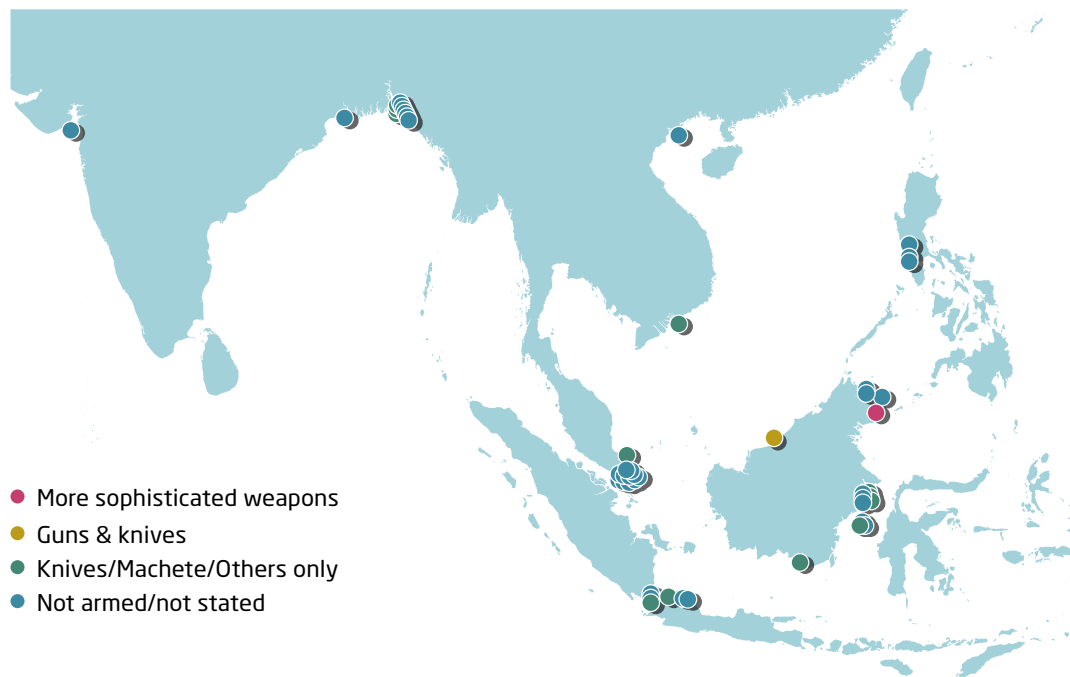 More sophisticated weapons
Guns & knives
Knives/Machete/Others only
Not armed/not stated